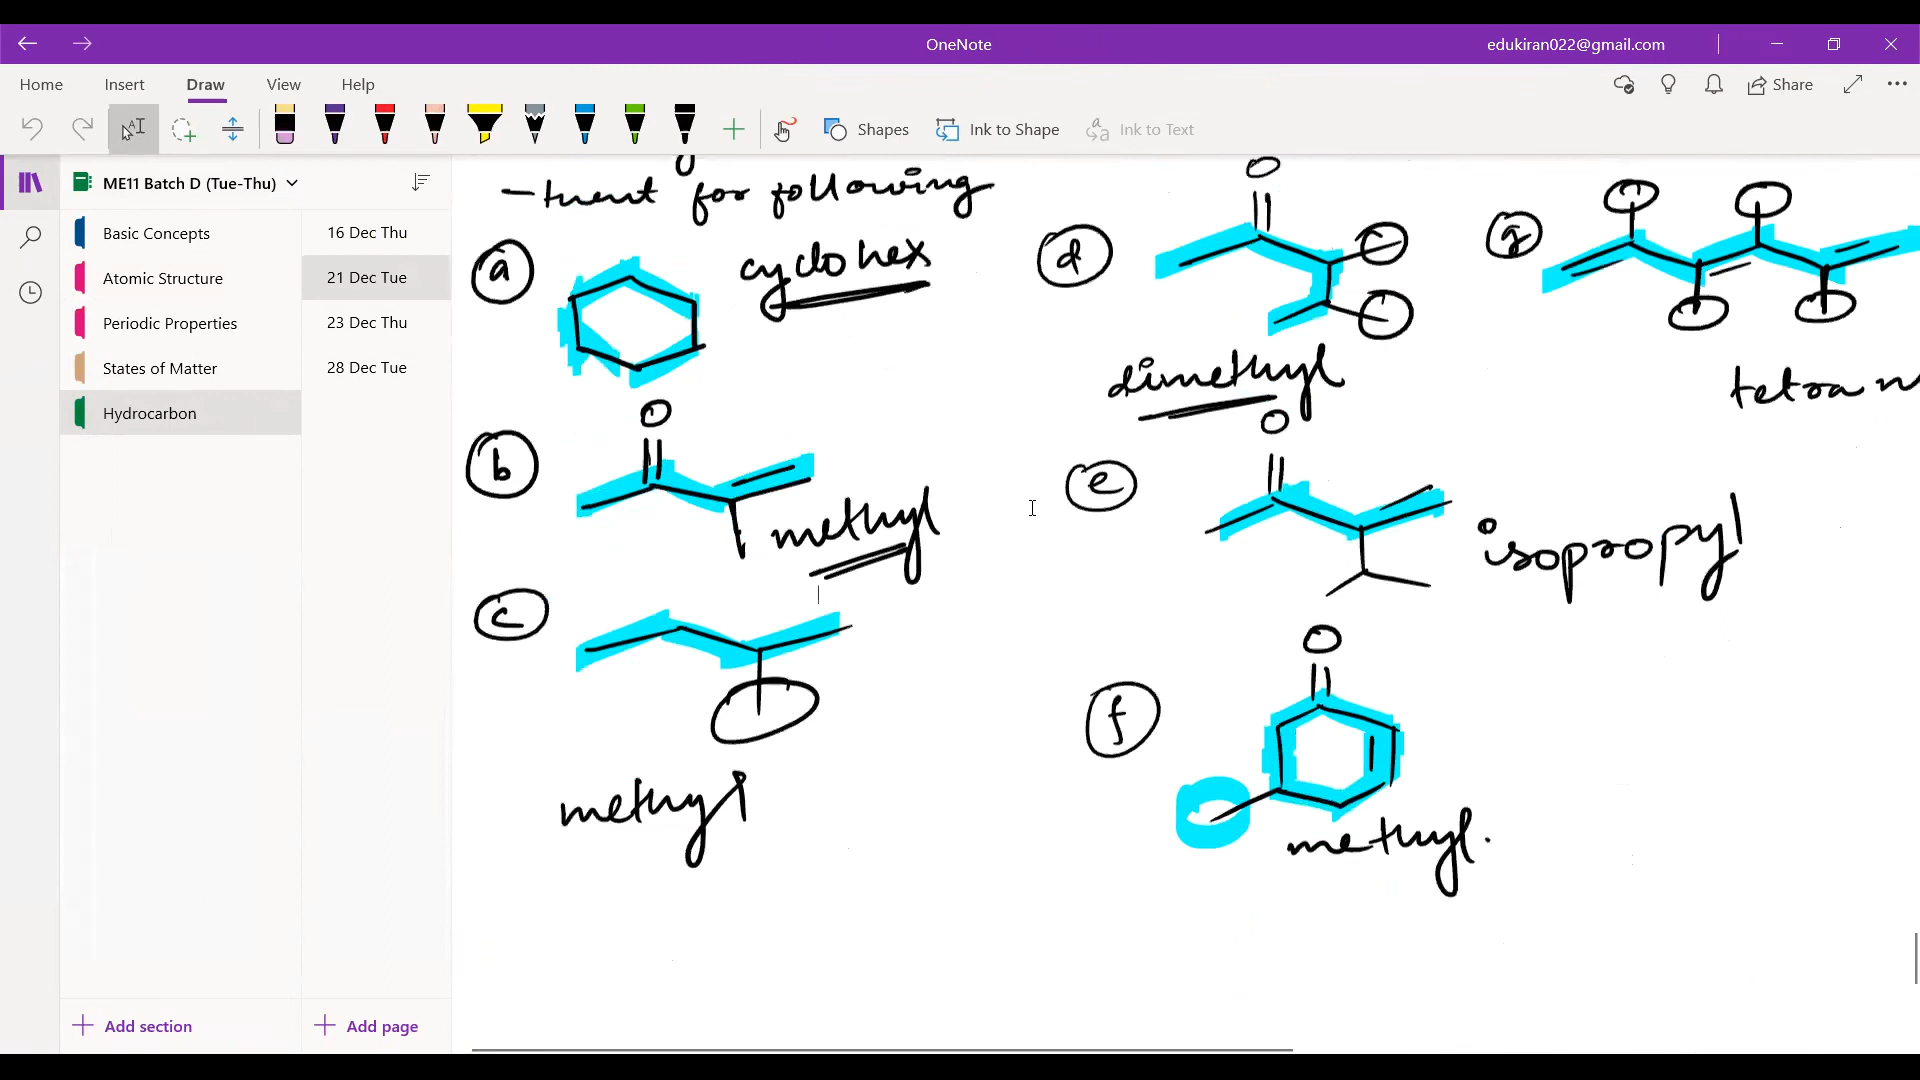 OneNote
edukiran022@gmail.com
Home Insert Draw View Help
Share
Shapes Ink to Shape Ink to Text
ME11 Batch D (Tue-Thu)
Basic Concepts
Atomic Structure
Periodic Properties
States of Matter
Hydrocarbon
16 Dec Thu
21 Dec Tue
23 Dec Thu
28 Dec Tue
Add section
Add page
-tuent for following
a
cyclohex
b
O
methyl
c
methyl
d
O
dimethyl
e
O
isopropyl
f
O
methyl.
g
tetra m